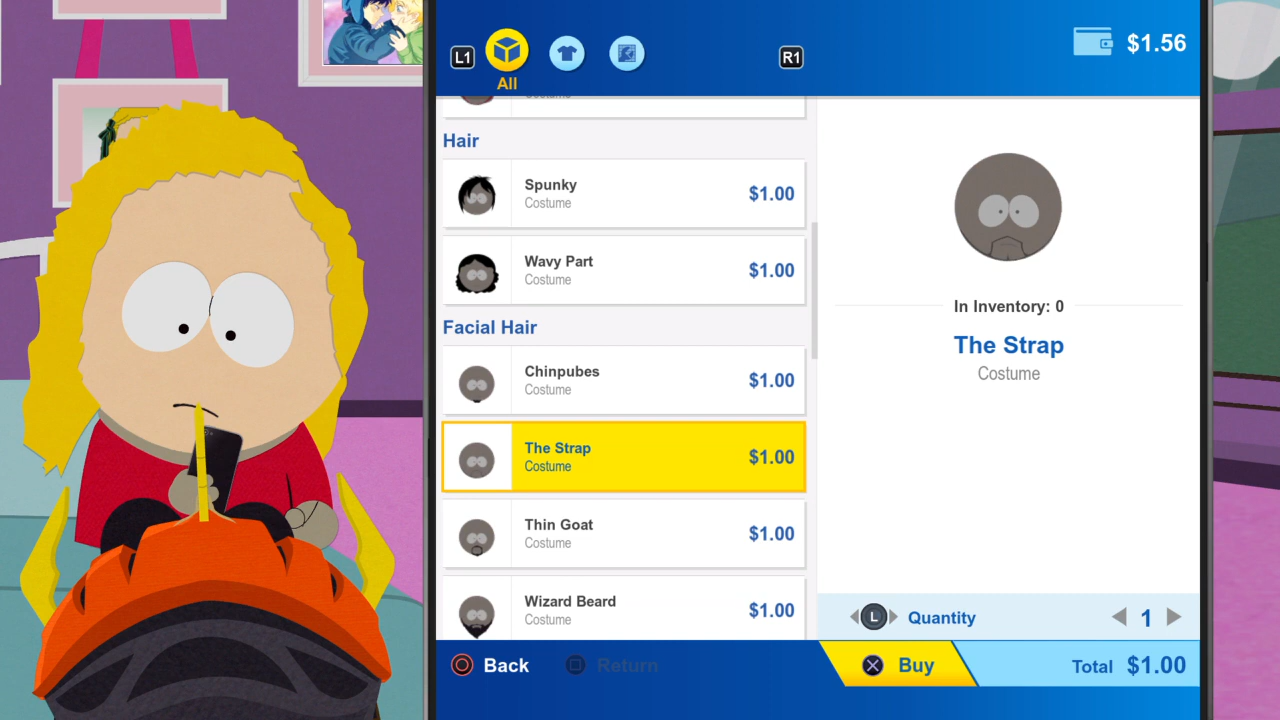 L1
R1
$1.56
All
Costume
Hair
Spunky
Costume
$1.00
Wavy Part
Costume
$1.00
Facial Hair
Chinpubes
Costume
$1.00
The Strap
Costume
$1.00
Thin Goat
Costume
$1.00
Wizard Beard
Costume
$1.00
In Inventory: 0
The Strap
Costume
L
Quantity
1
Back
Return
Buy
Total $1.00